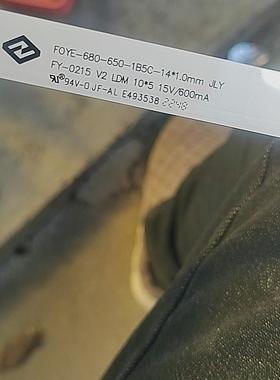 FOYE-680-650-1B5C-14*1.0mm JLY
FY-0215 V2 LDM 10*5 15V/600mA
94V-0 JF-AL E493538 2248